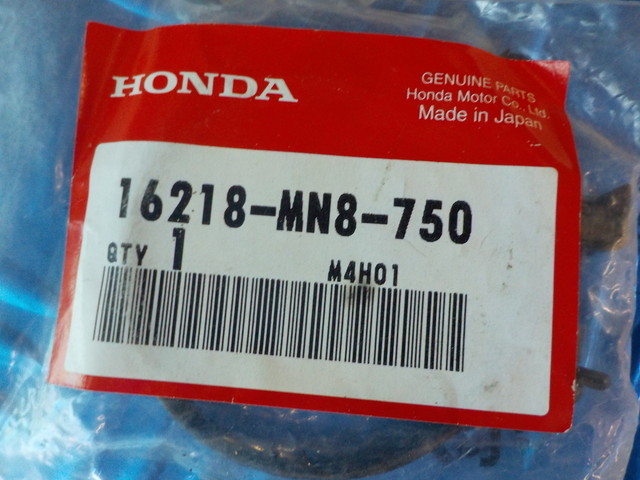 HONDA
GENUINE PARTS
Honda Motor Co., Ltd.
Made in Japan
16218-MN8-750
QTY 1
M4H01